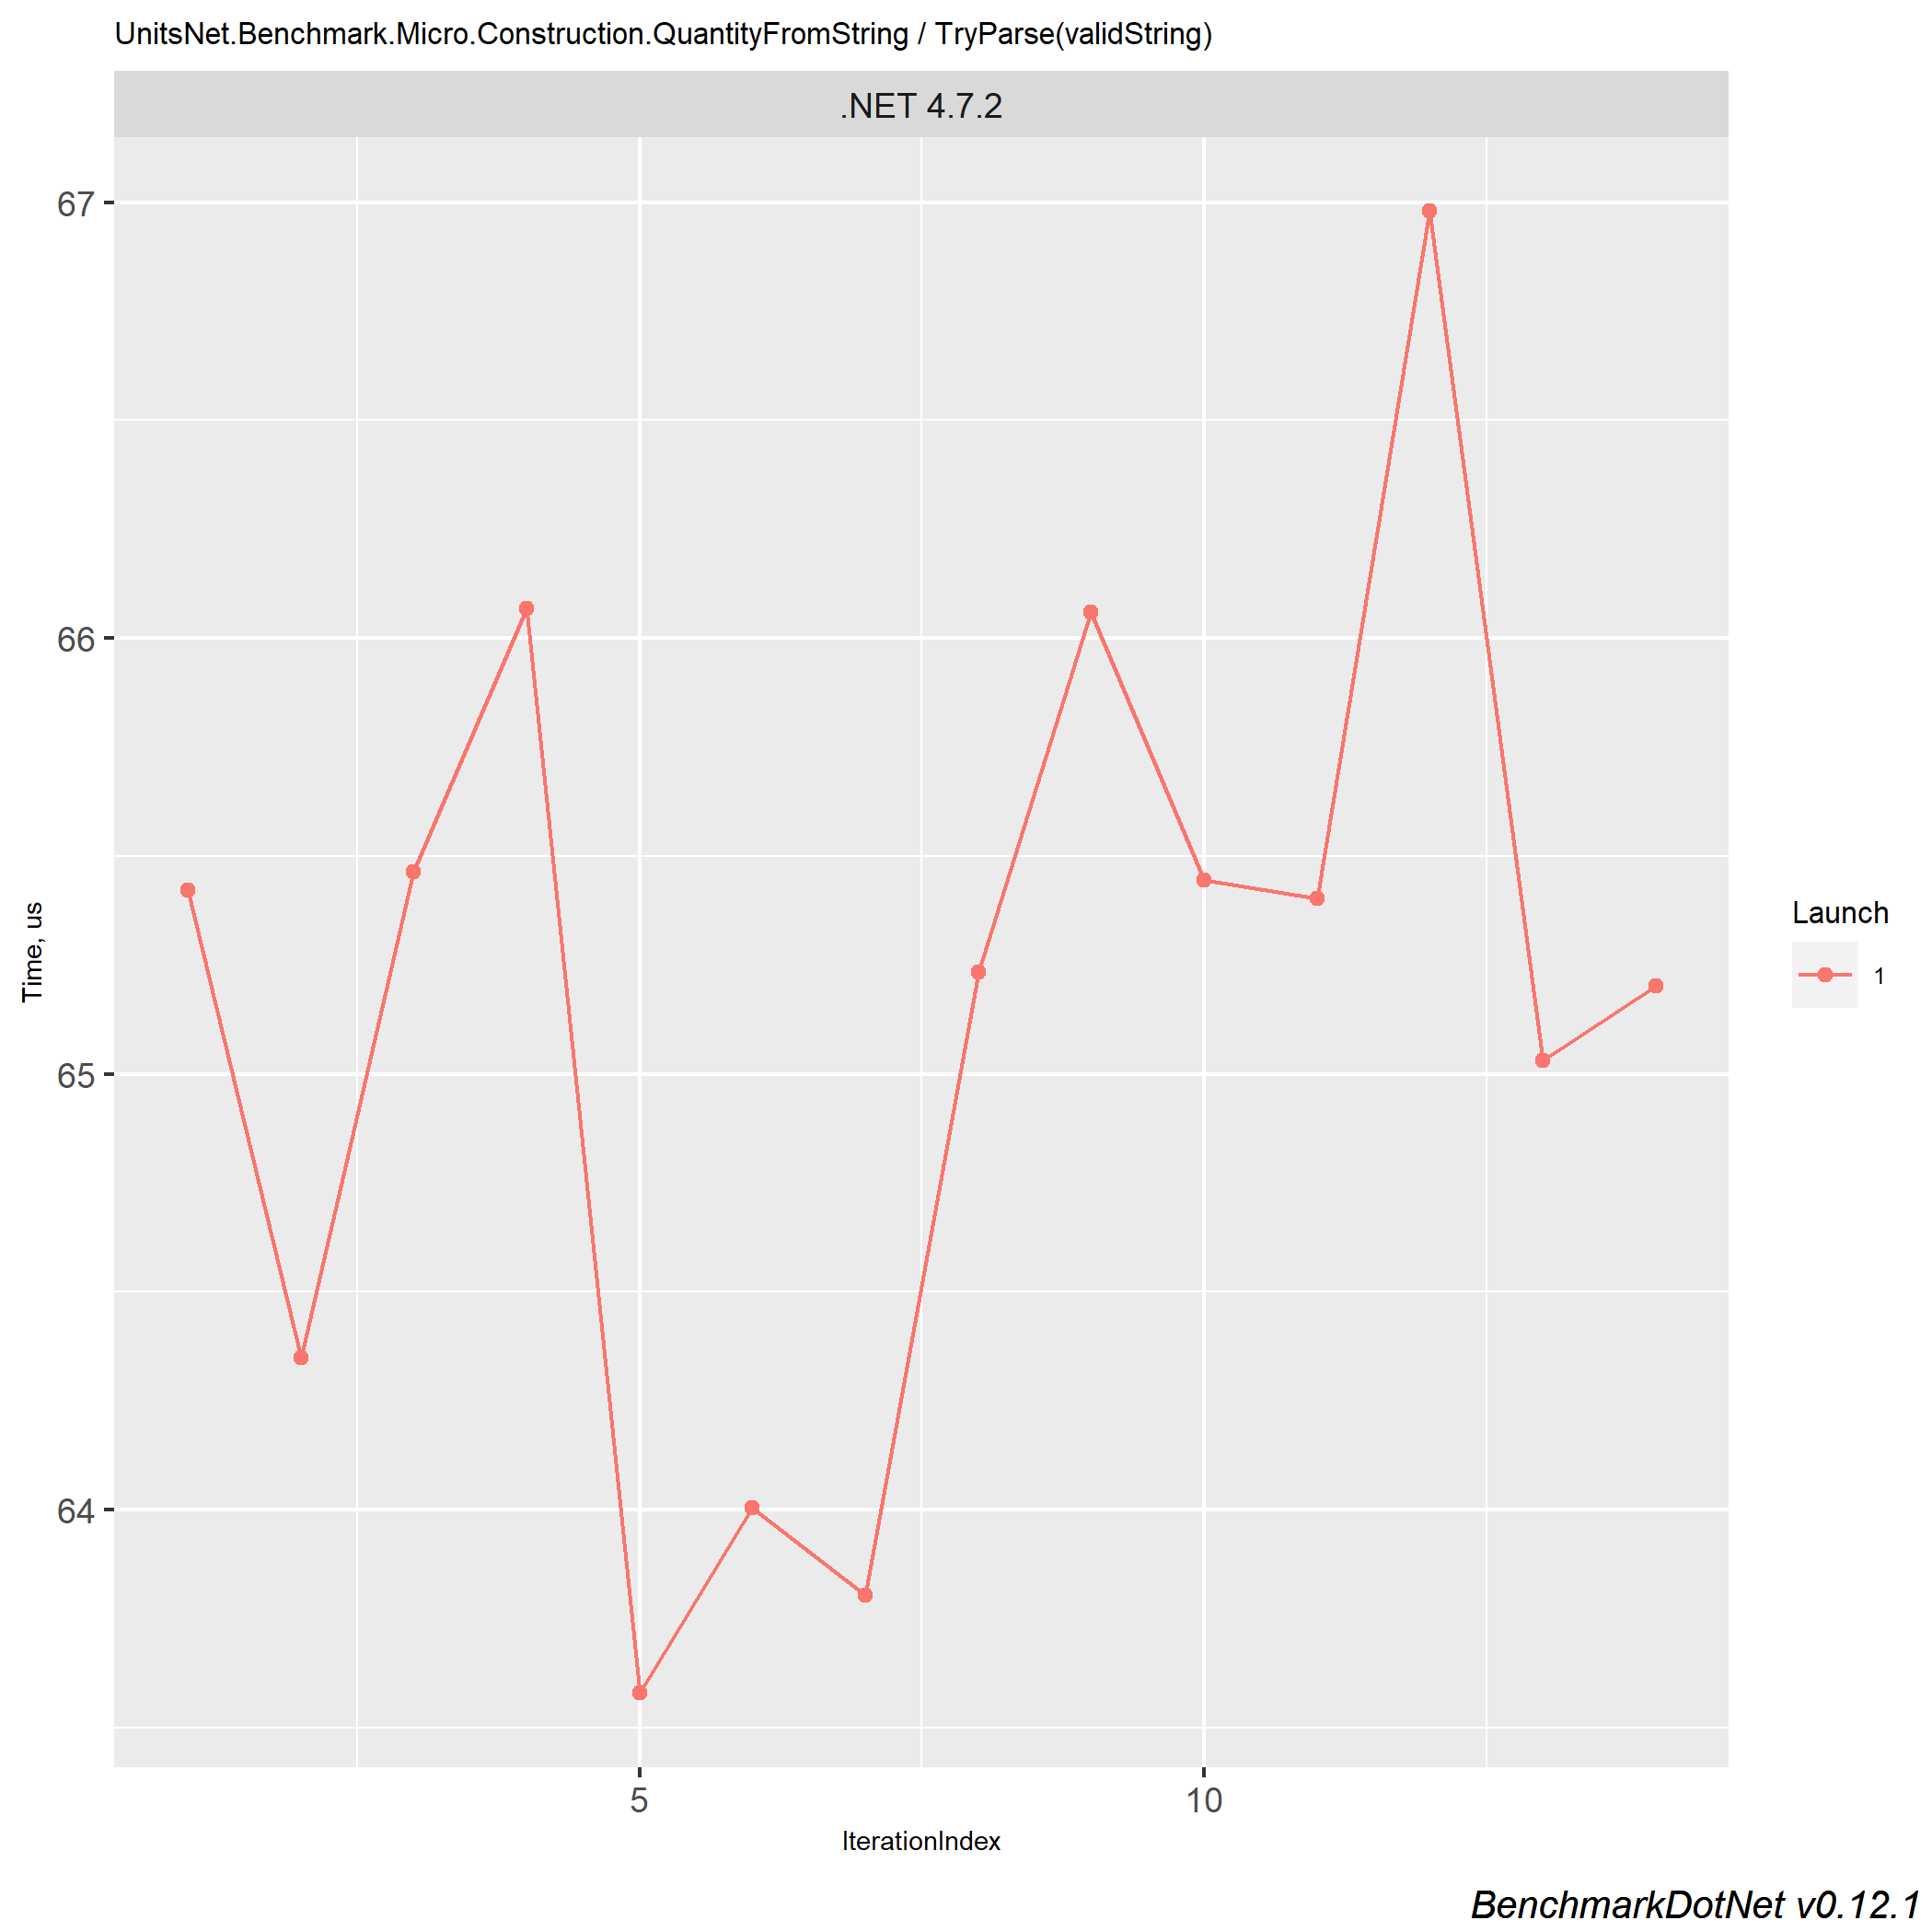 UnitsNet.Benchmark.Micro.Construction.QuantityFromString / TryParse(validString)
.NET 4.7.2
67
66
65
64
Time, us
5
10
IterationIndex
Launch
1
BenchmarkDotNet v0.12.1